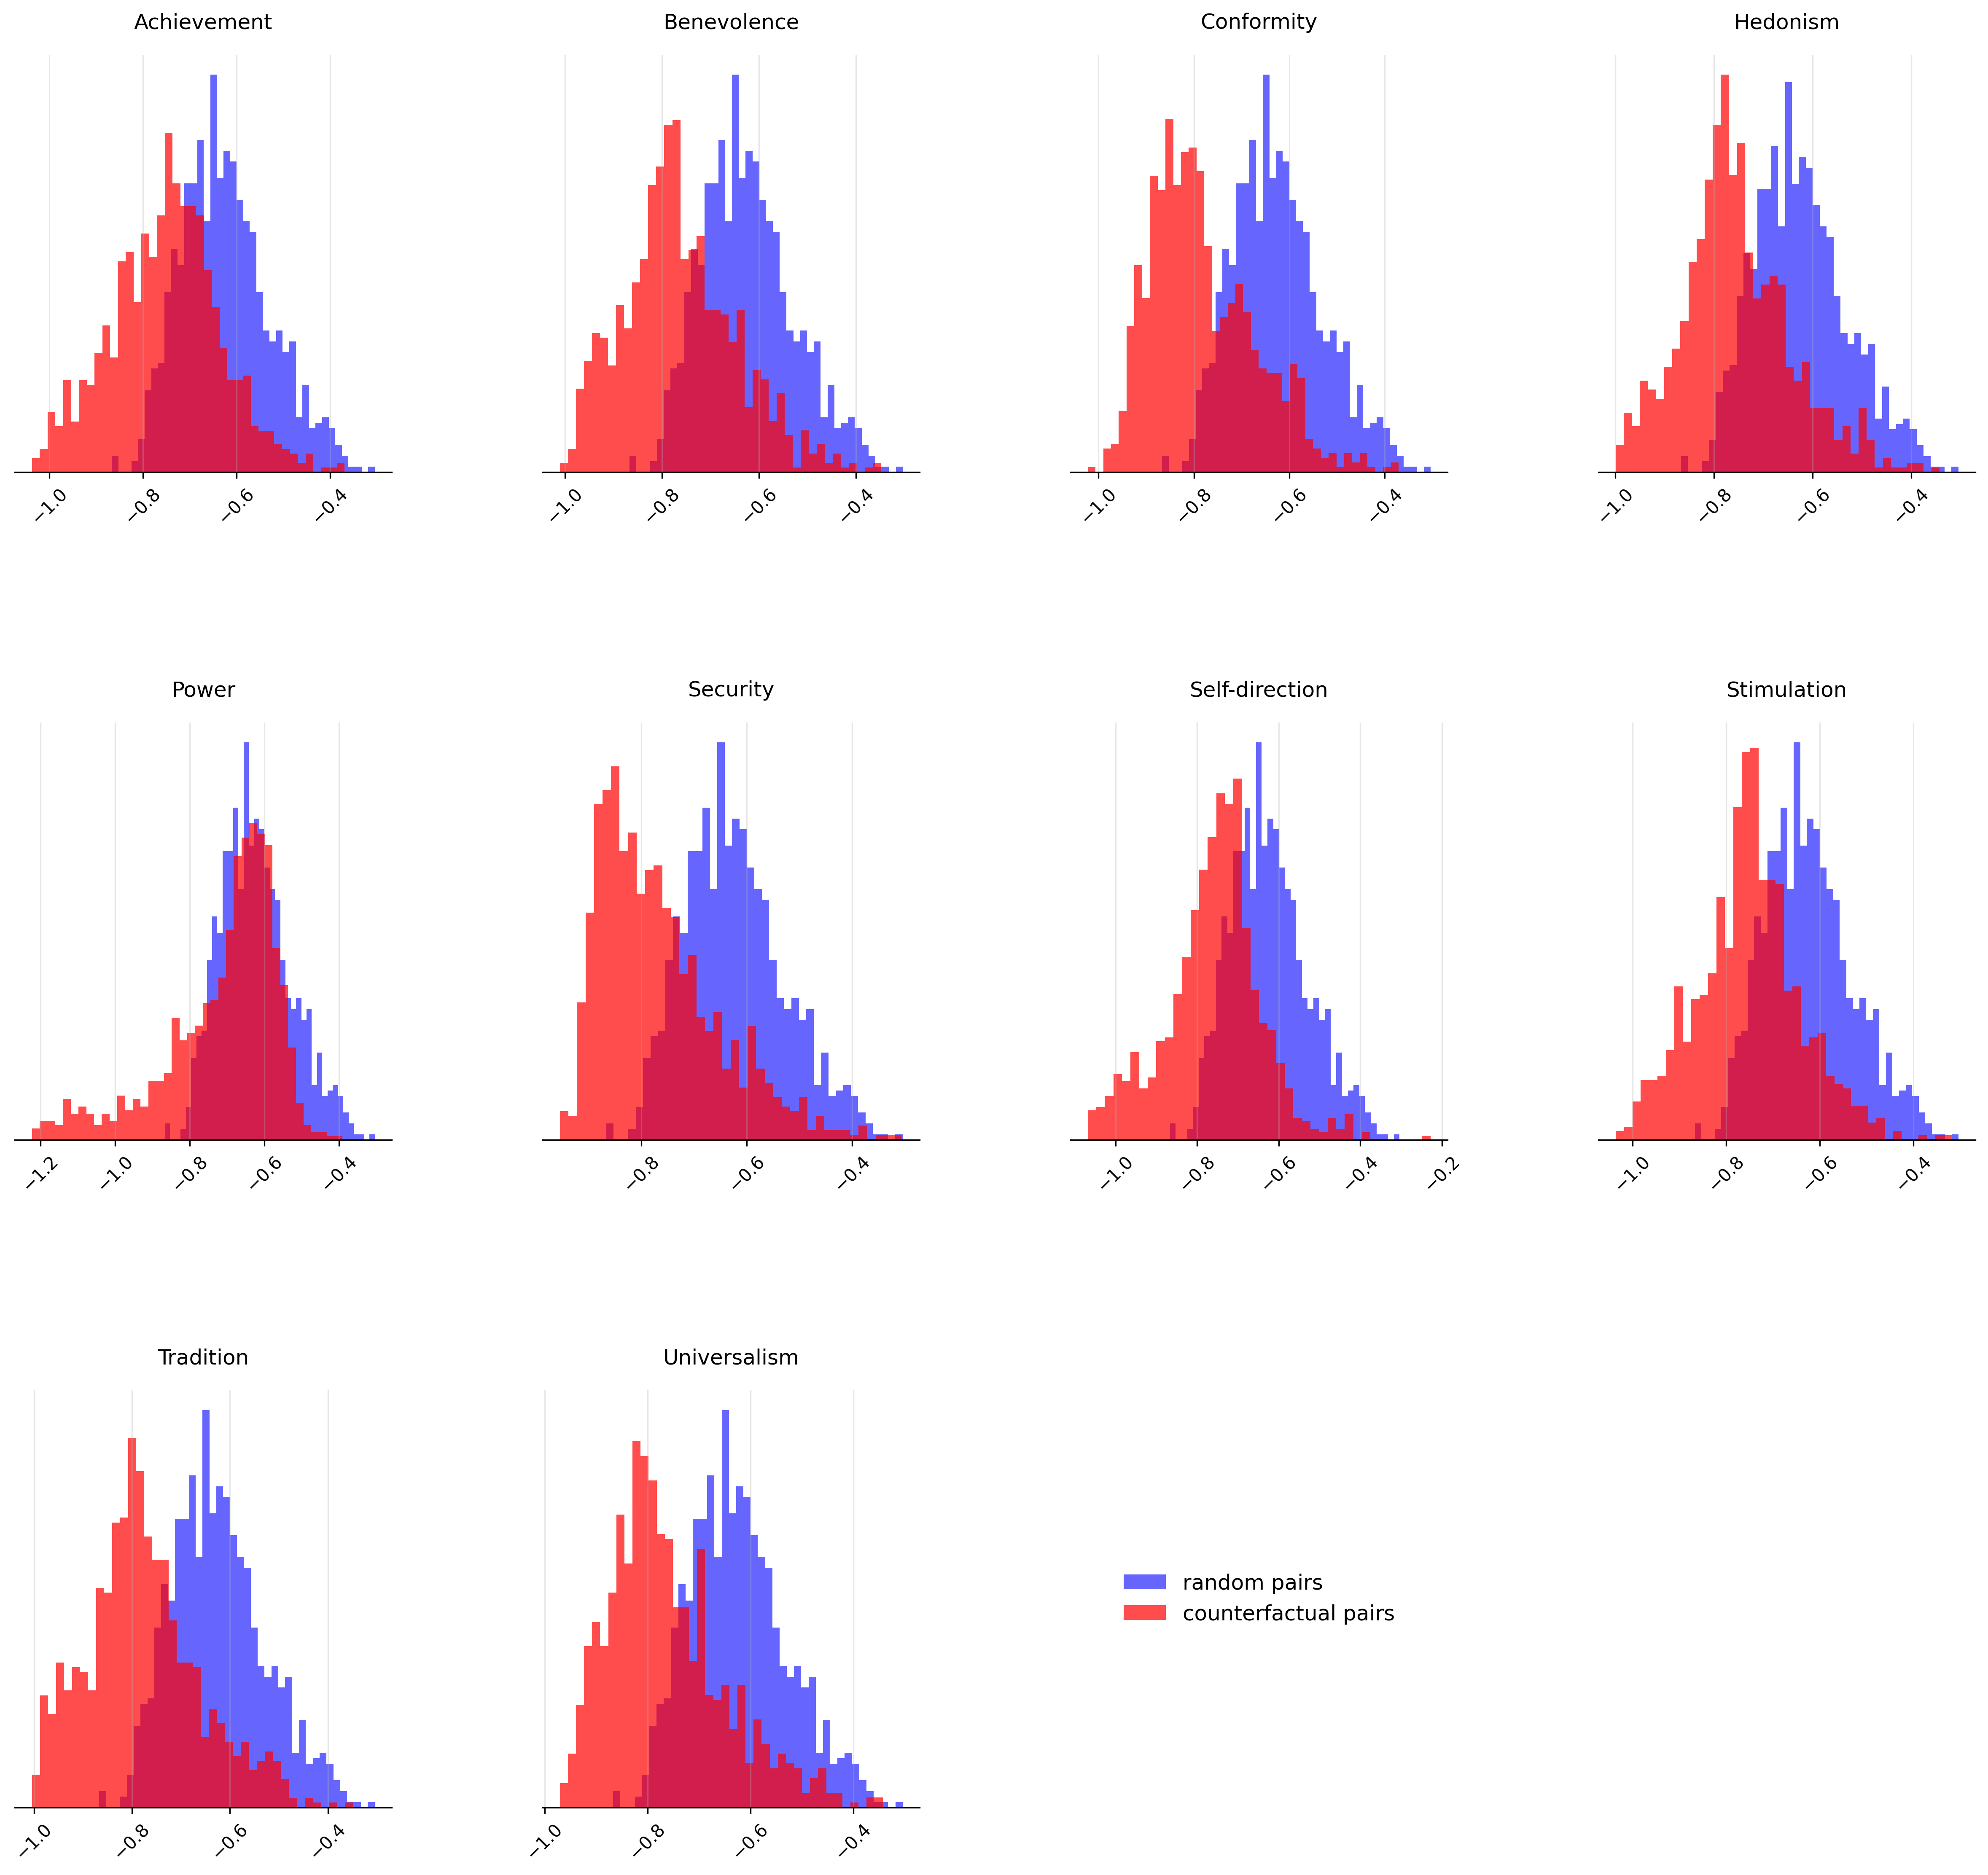 Achievement
Benevolence
Conformity
Hedonism
−1.0 −0.8 −0.6 −0.4
−1.0 −0.8 −0.6 −0.4
−1.0 −0.8 −0.6 −0.4
−1.0 −0.8 −0.6 −0.4
Power
Security
Self-direction
Stimulation
−1.2 −1.0 −0.8 −0.6 −0.4
−0.8 −0.6 −0.4
−1.0 −0.8 −0.6 −0.4 −0.2
−1.0 −0.8 −0.6 −0.4
Tradition
Universalism
random pairs
counterfactual pairs
−1.0 −0.8 −0.6 −0.4
−1.0 −0.8 −0.6 −0.4